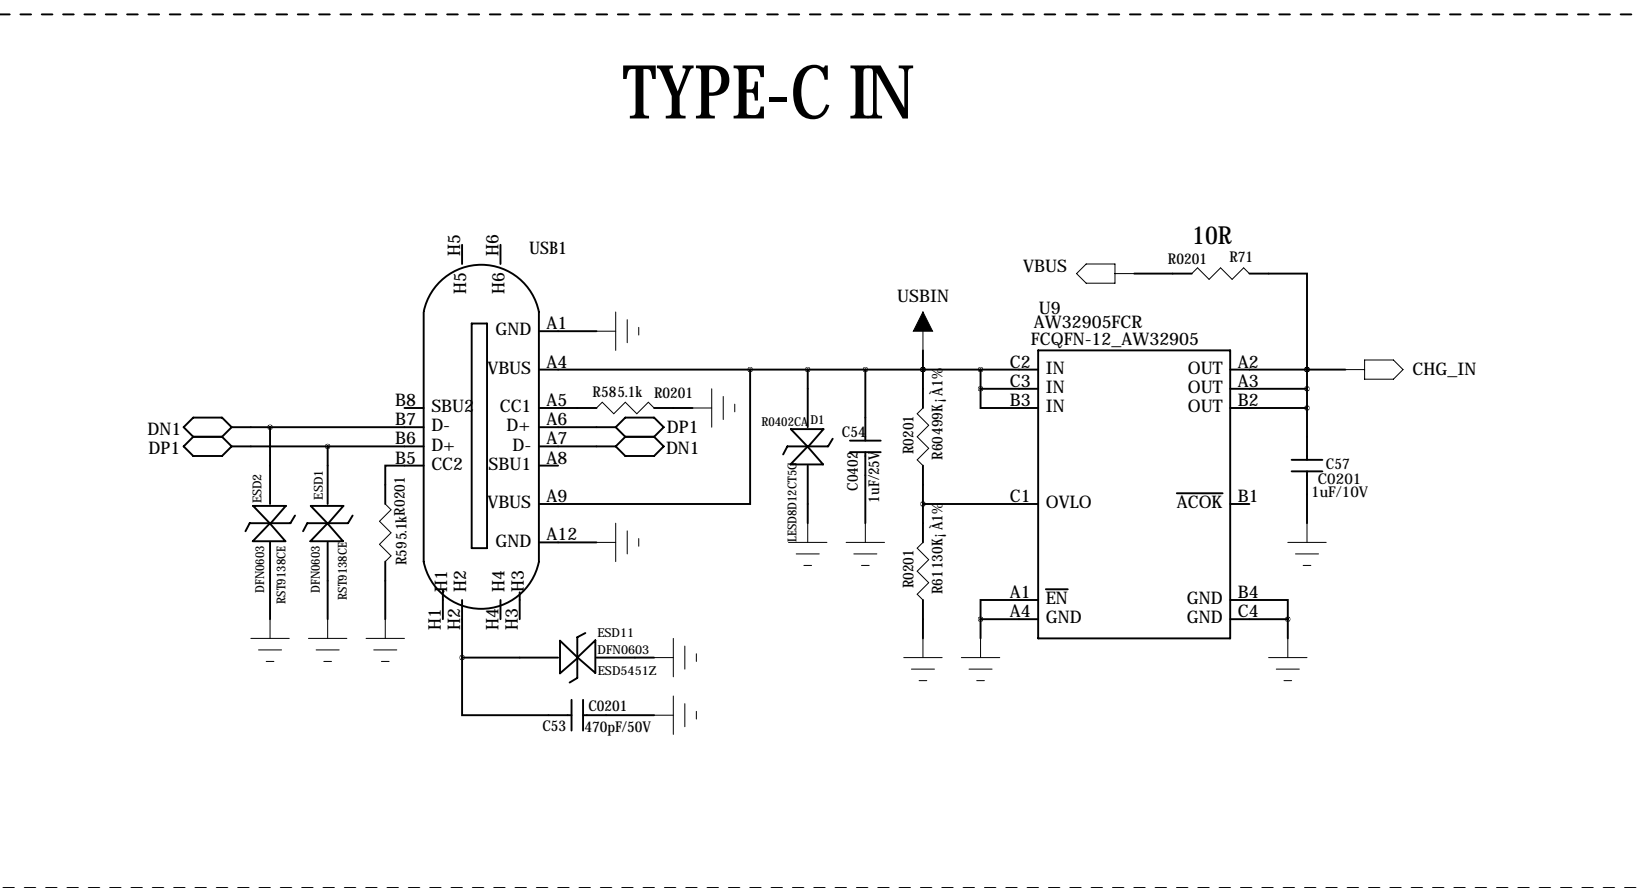 TYPE-C IN
10R
R0201 R71
VBUS
USBIN
U9
AW32905FCR
FCQFN-12_AW32905
H5 H6 USB1
H5 H6
GND A1
VBUS A4
CC1 A5
D+ A6
D- A7
SBU1 A8
VBUS A9
GND A12
B8 SBU2
B7 D-
B6 D+
B5 CC2
DN1
DP1
R585.1k R0201
DP1
DN1
ESD2
DFN0603
RST9138CE
ESD1
DFN0603
RST9138CE
R595.1kR0201
H1 H2 H4 H3
H1 H2 H4 H3
ESD11
DFN0603
ESD5451Z
C0201
C53 470pF/50V
R0402CA D1
LESD8D12CT5G
C54
C0402
1uF/25V
R0201
R60499K¡À1%
R0201
R61130K¡À1%
C2 IN OUT A2
C3 IN OUT A3
B3 IN OUT B2
C1 OVLO ACOK B1
A1 EN GND B4
A4 GND GND C4
CHG_IN
C57
C0201
1uF/10V